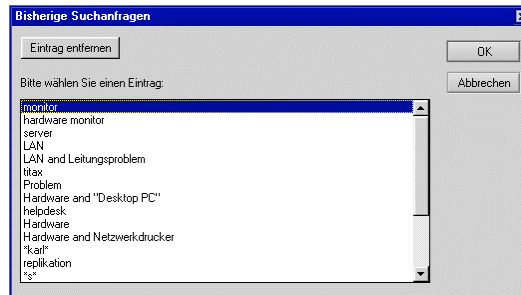 Bisherige Suchanfragen
Eintrag entfernen
OK
Bitte wählen Sie einen Eintrag:
Abbrechen
monitor
hardware monitor
server
LAN
LAN and Leitungsproblem
titax
Problem
Hardware and "Desktop PC"
helpdesk
Hardware
Hardware and Netzwerkdrucker
*karl*
replikation
*s*